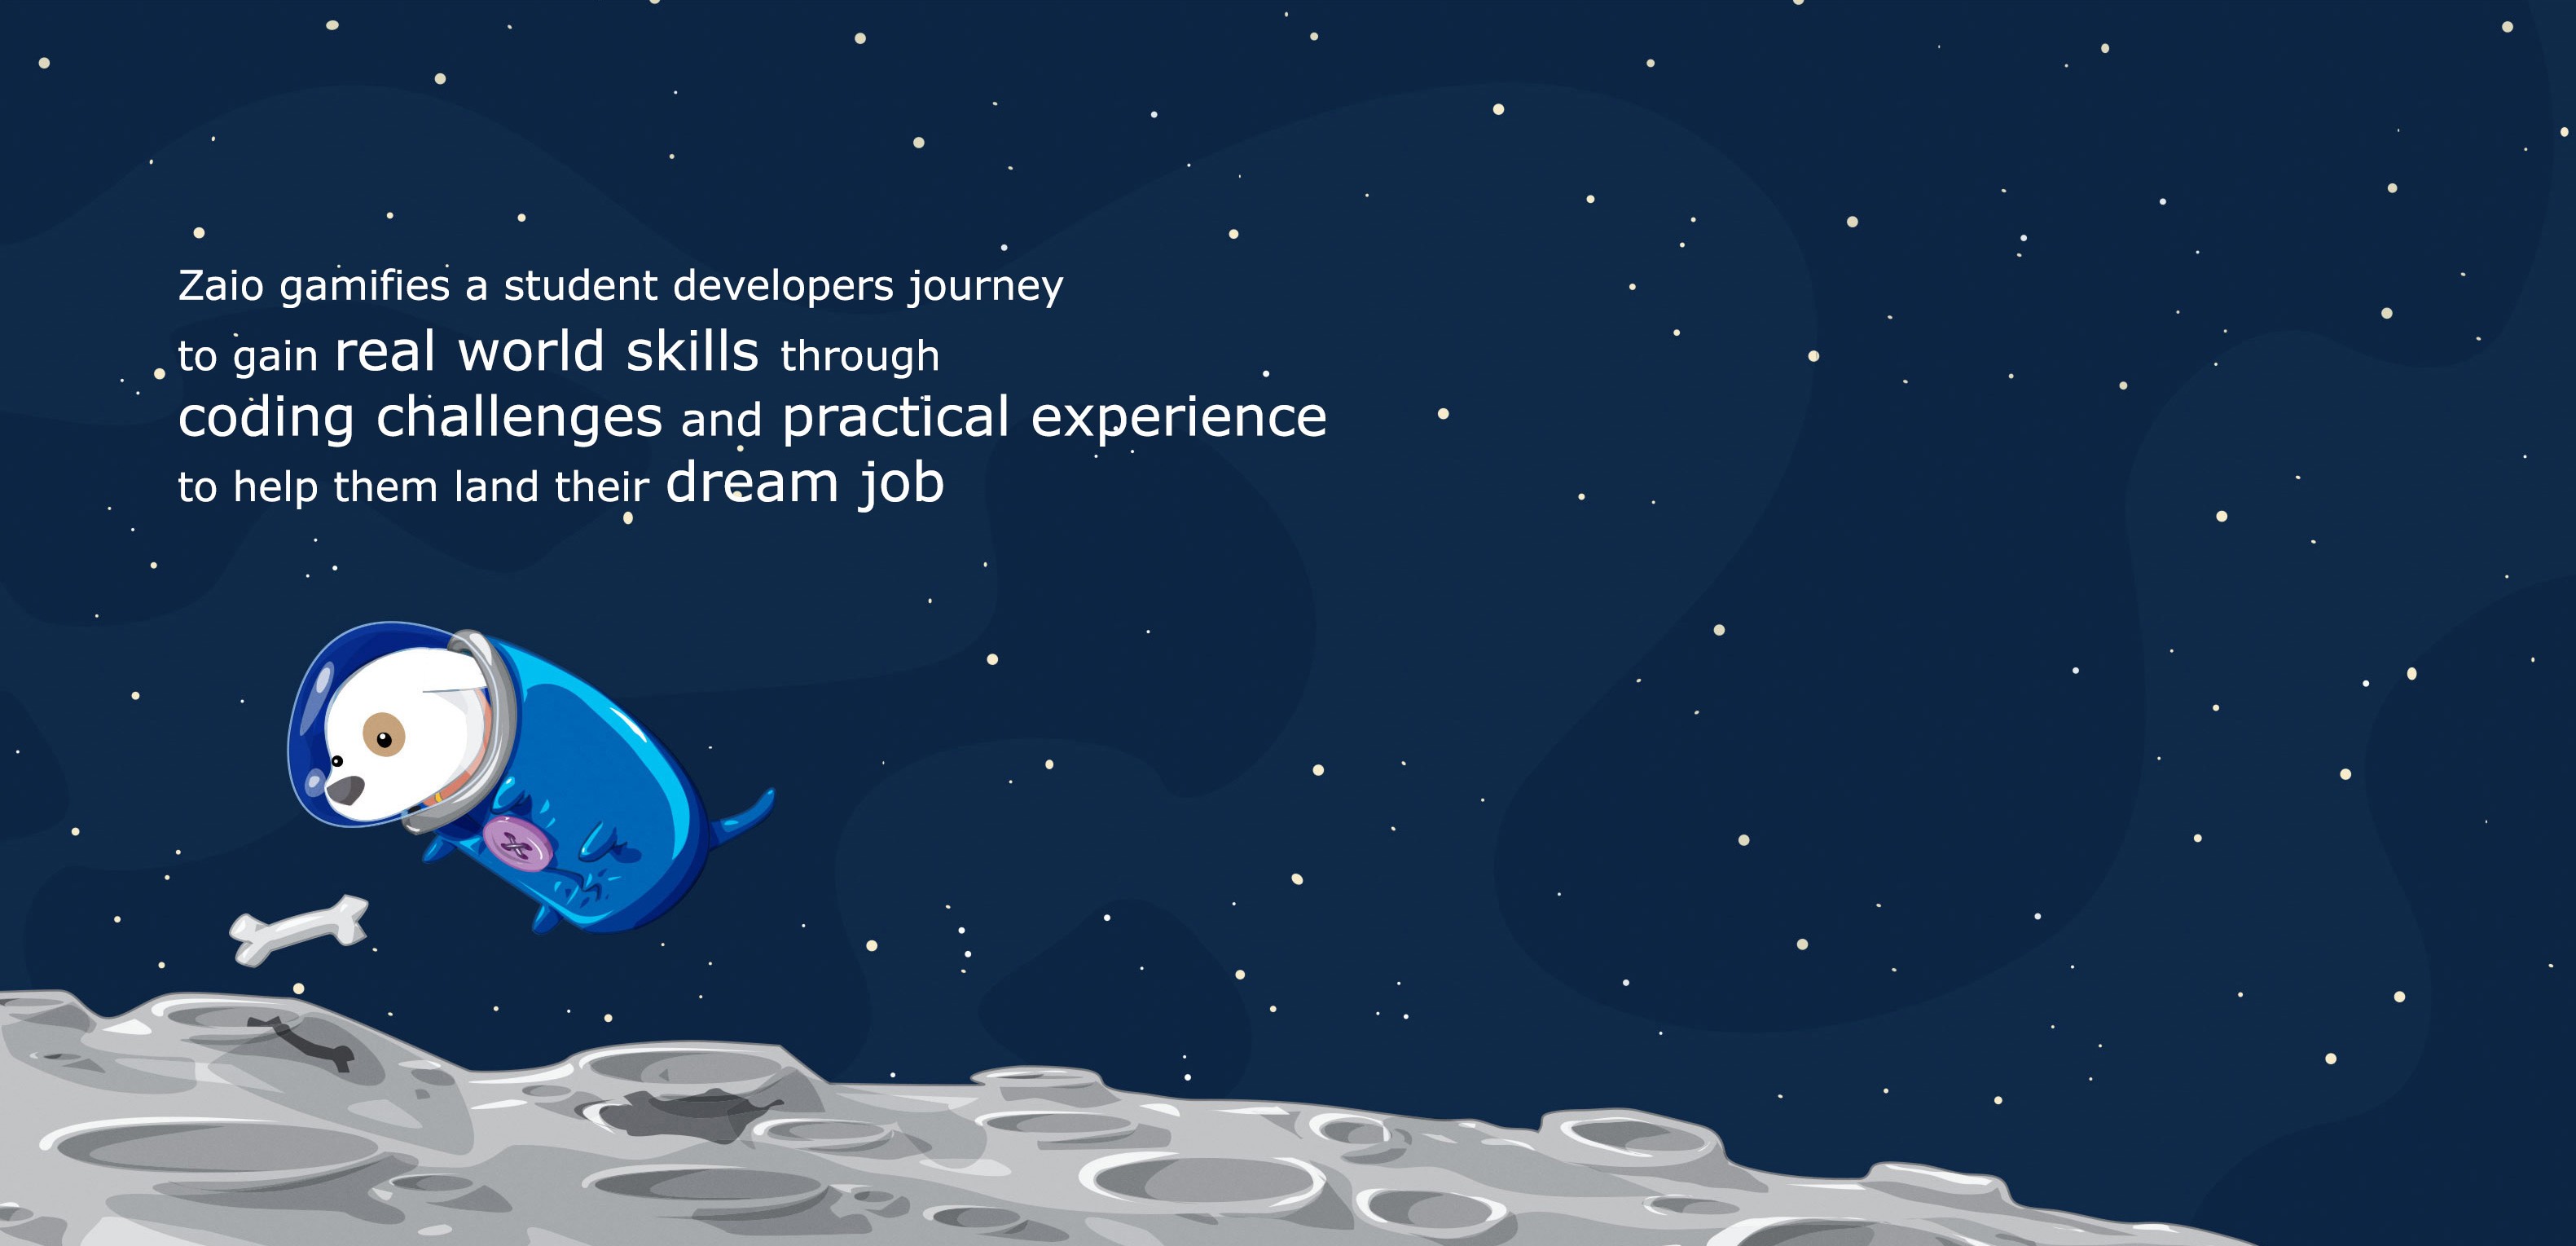 Zaio gamifies a student developers journey
to gain real world skills through
coding challenges and practical experience
to help them land their dream job